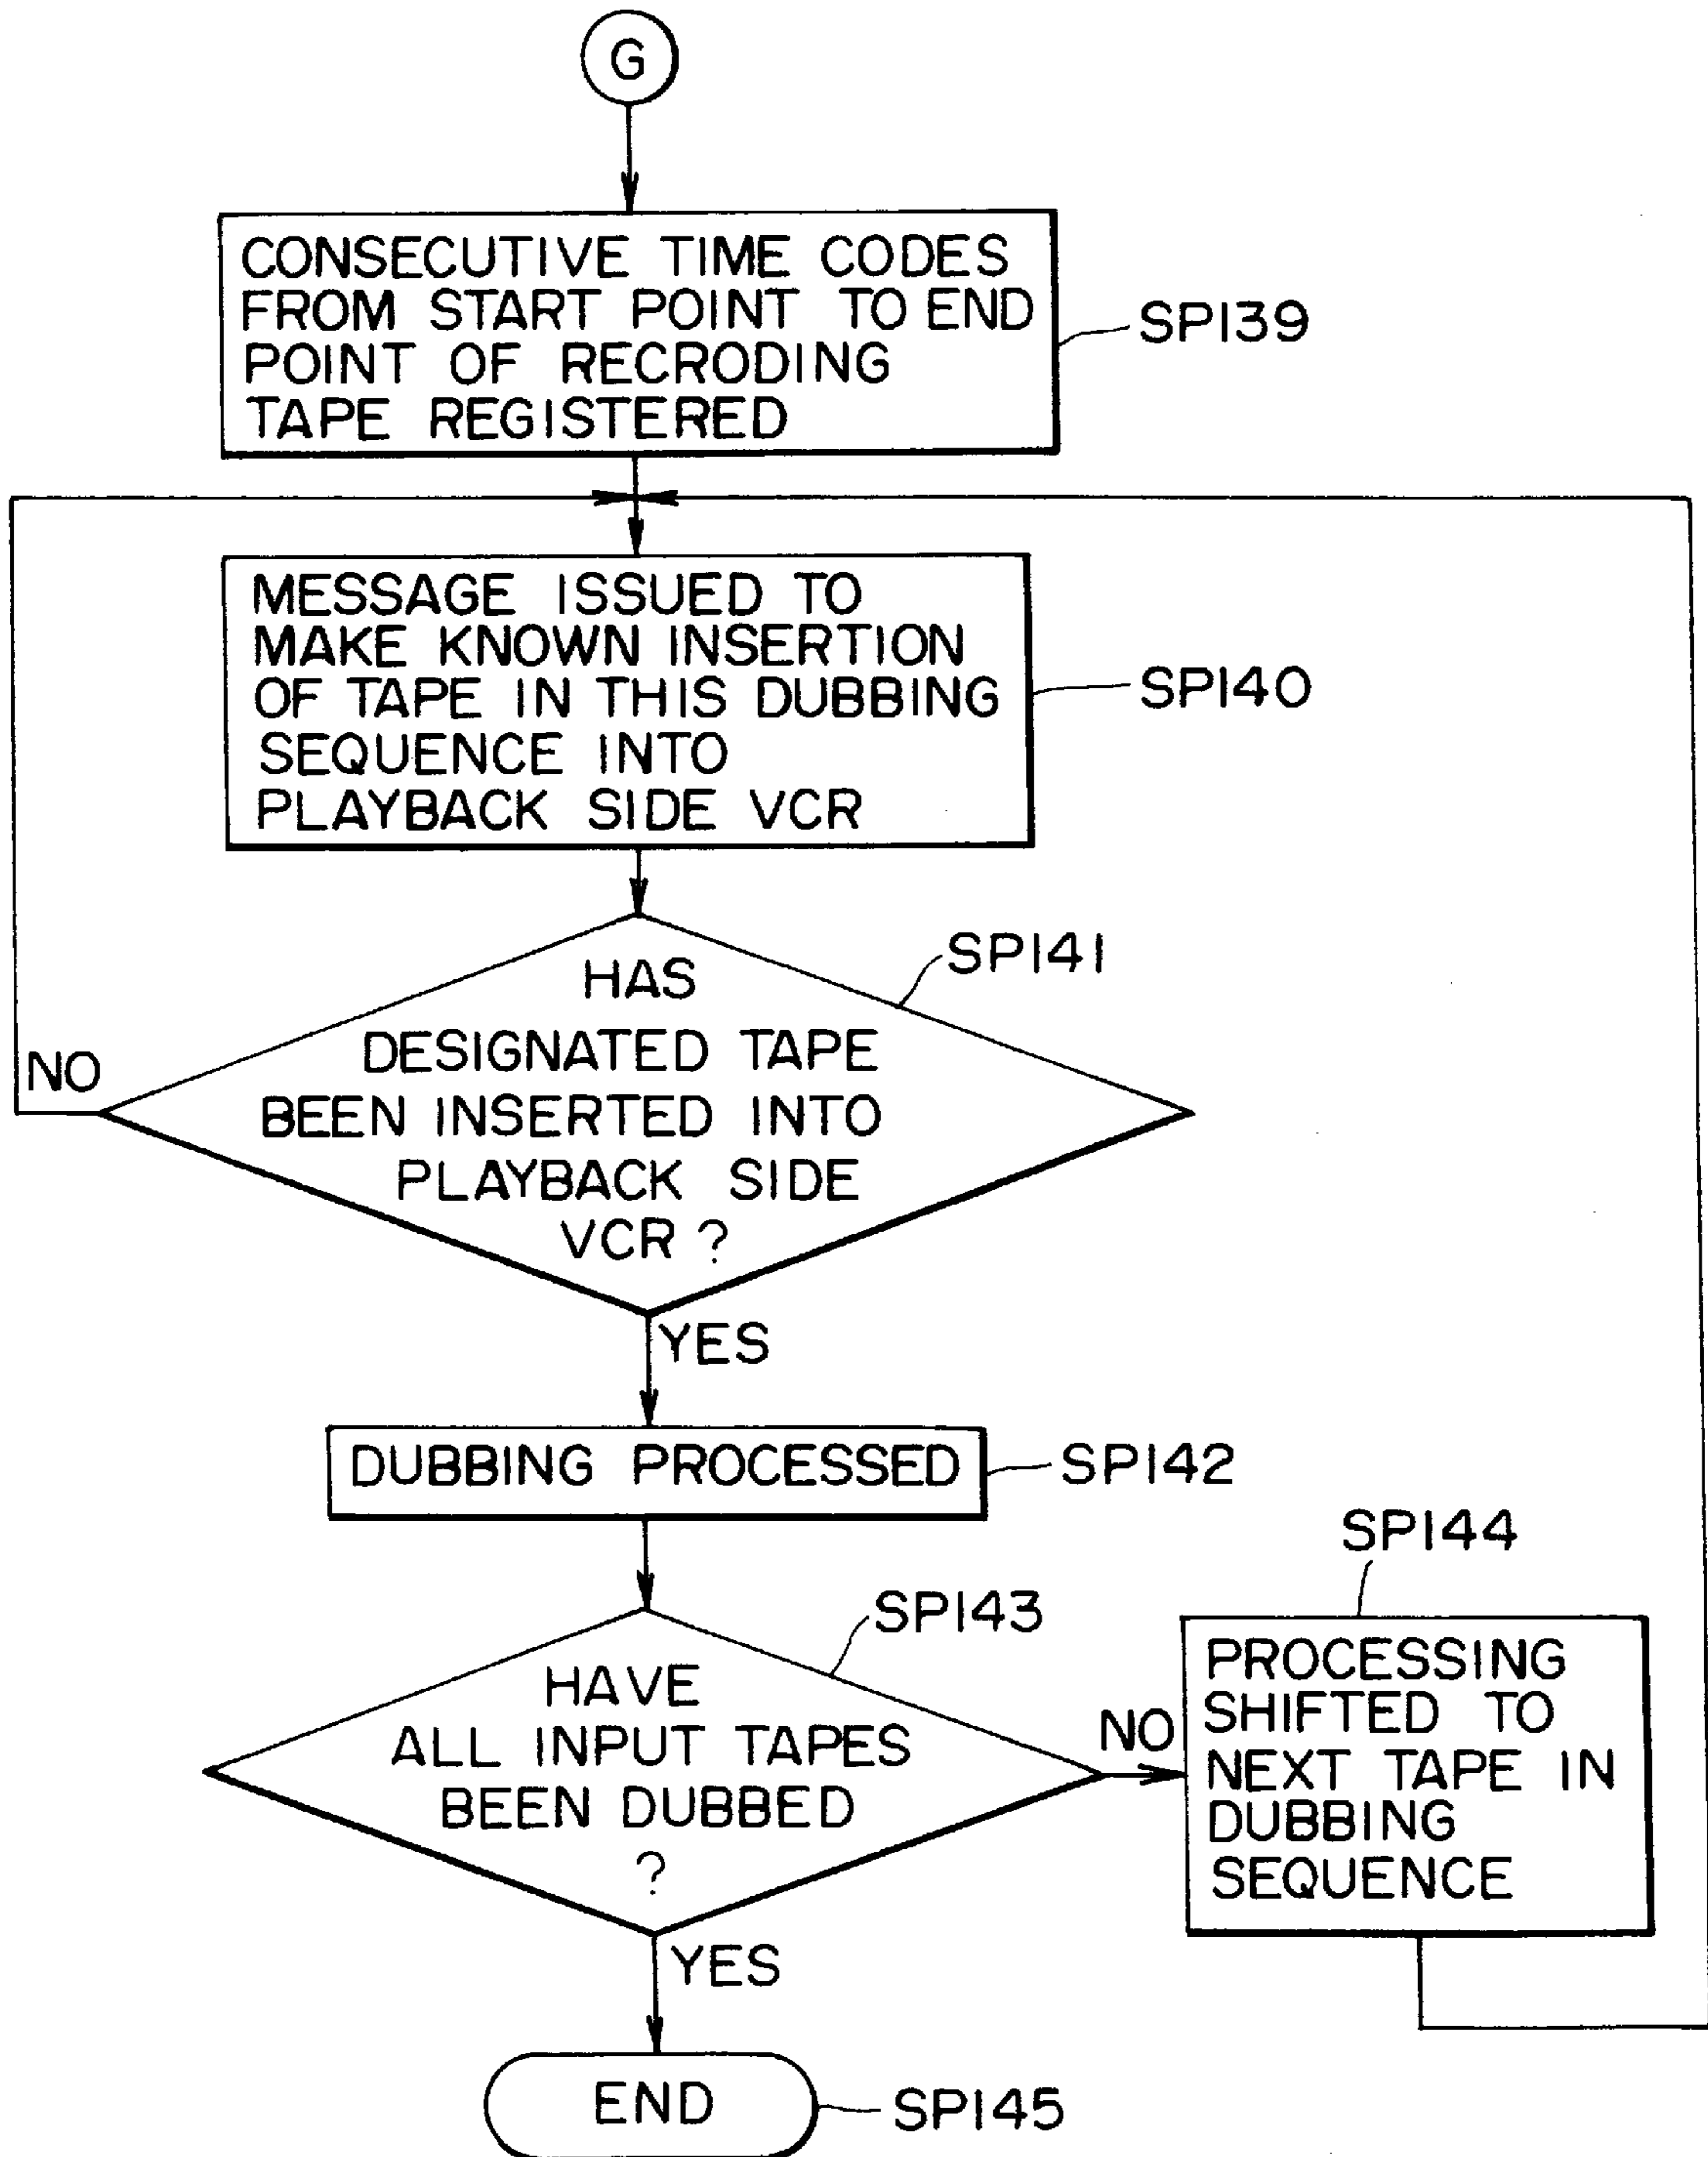 G
CONSECUTIVE TIME CODES
FROM START POINT TO END
POINT OF RECRODING
TAPE REGISTERED
SP139
MESSAGE ISSUED TO
MAKE KNOWN INSERTION
OF TAPE IN THIS DUBBING
SEQUENCE INTO
PLAYBACK SIDE VCR
SP140
SP141
HAS
DESIGNATED TAPE
BEEN INSERTED INTO
PLAYBACK SIDE
VCR ?
NO
YES
DUBBING PROCESSED
SP142
SP143
HAVE
ALL INPUT TAPES
BEEN DUBBED
?
NO
SP144
PROCESSING
SHIFTED TO
NEXT TAPE IN
DUBBING
SEQUENCE
YES
END
SP145